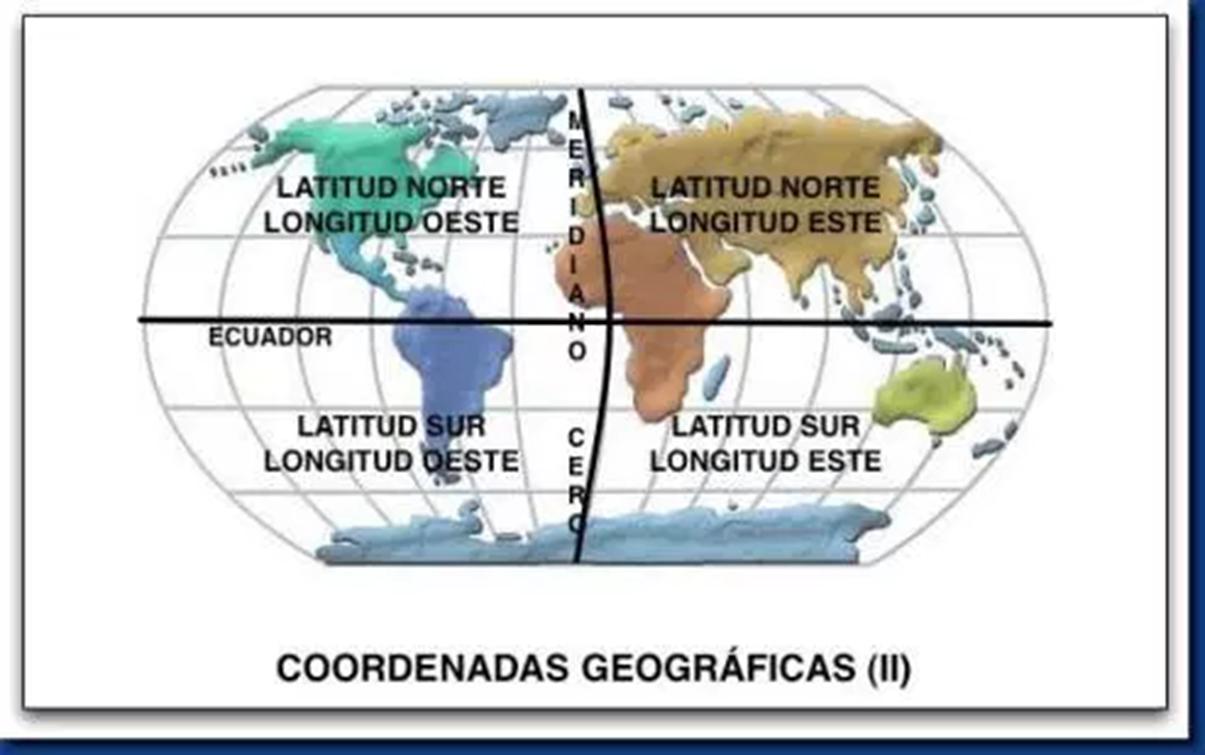 LATITUD NORTE
LONGITUD OESTE
MERIDIANO CERO
LATITUD NORTE
LONGITUD ESTE
ECUADOR
LATITUD SUR
LONGITUD OESTE
LATITUD SUR
LONGITUD ESTE
COORDENADAS GEOGRÁFICAS (II)